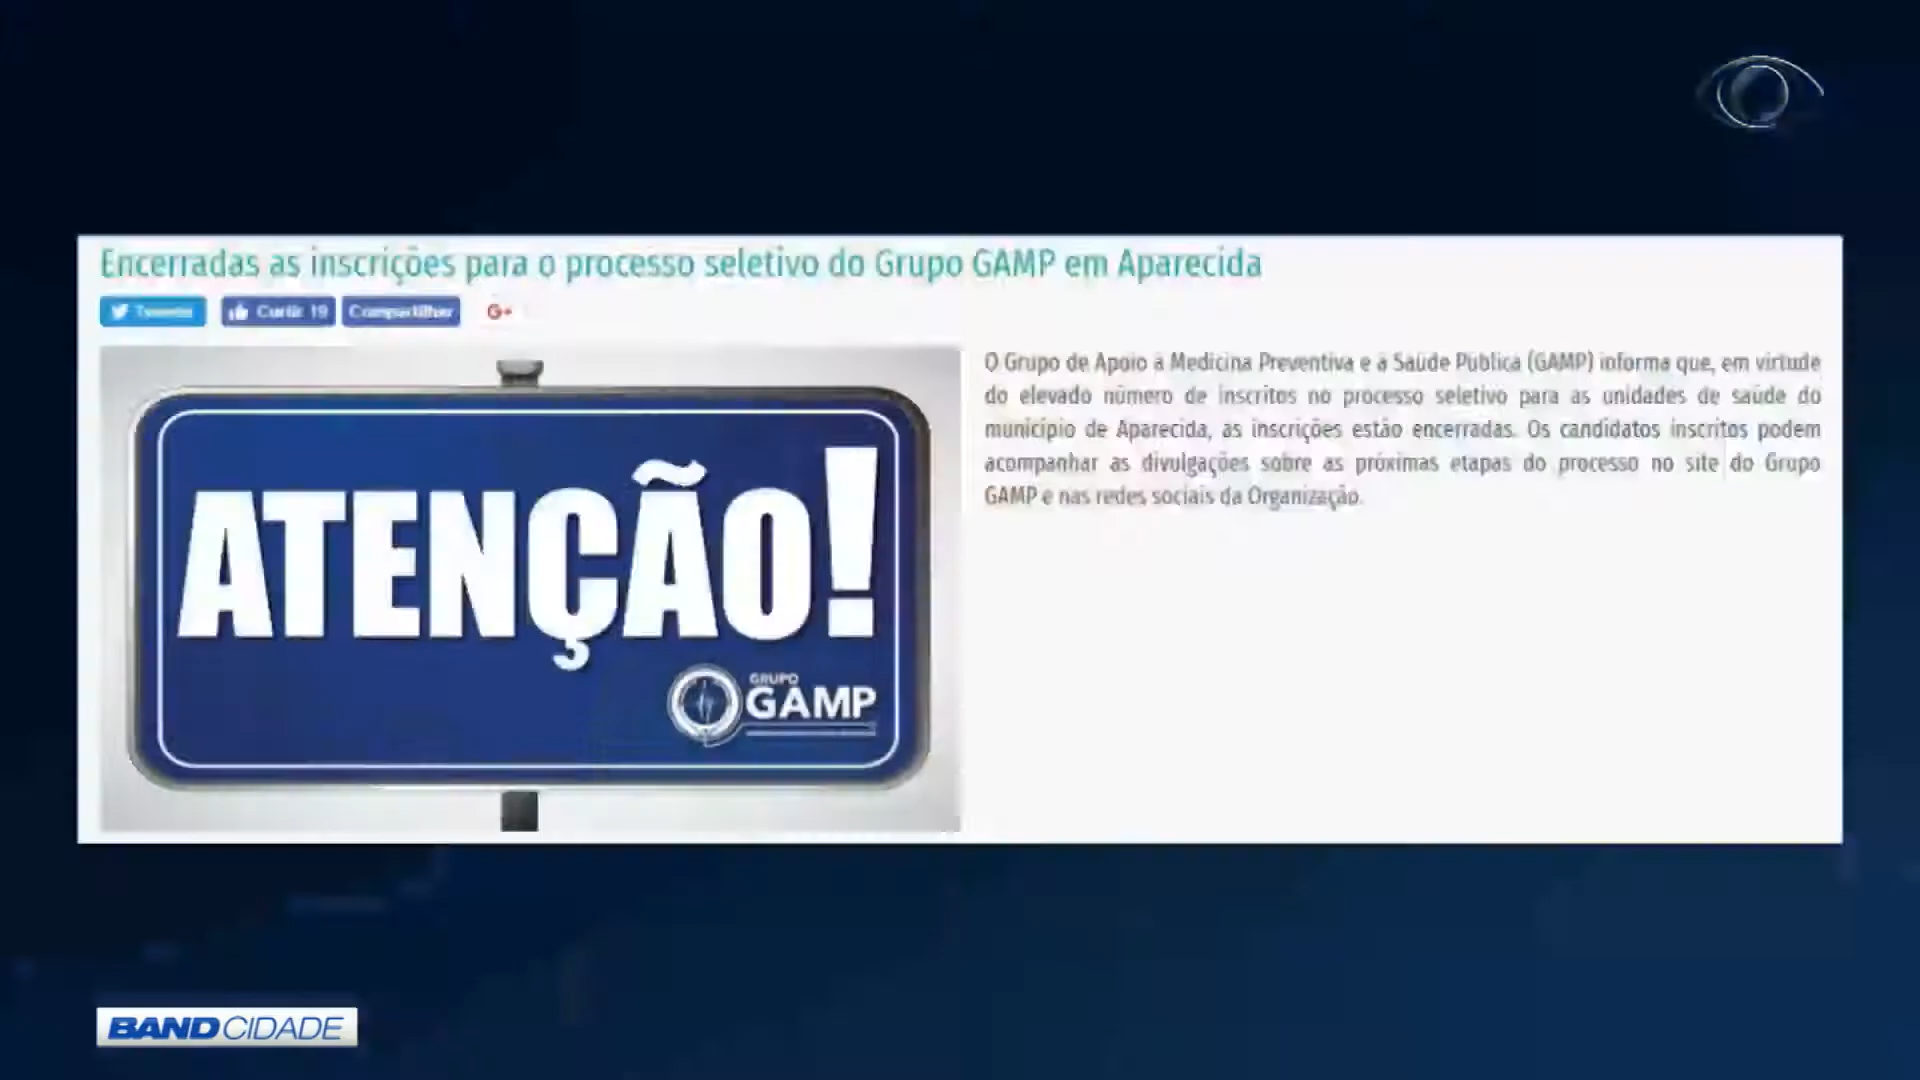 Encerradas as inscrições para o processo seletivo do Grupo GAMP em Aparecida
Tweetar
Curtir 19
Compartilhar
G+
O Grupo de Apoio à Medicina Preventiva e à Saúde Pública (GAMP) informa que, em virtude
do elevado número de inscritos no processo seletivo para as unidades de saúde do
município de Aparecida, as inscrições estão encerradas. Os candidatos inscritos podem
acompanhar as divulgações sobre as próximas etapas do processo no site do Grupo
GAMP e nas redes sociais da Organização.
ATENÇÃO!
GRUPO
GAMP
BAND CIDADE